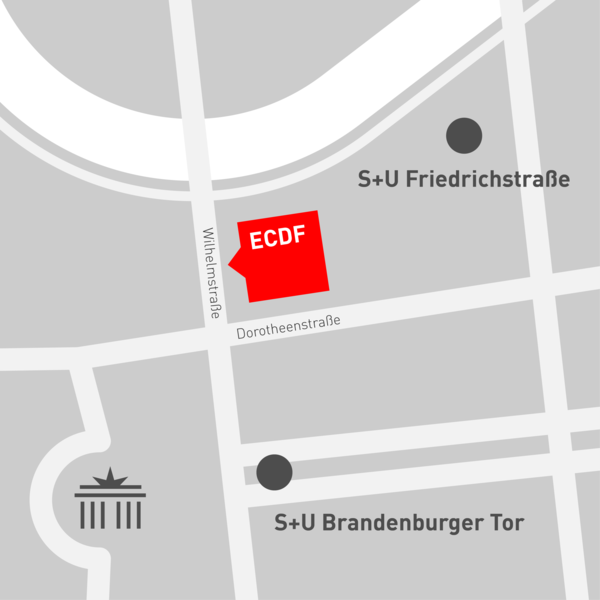 S+U Friedrichstraße
ECDF
Wilhelmstraße
Dorotheenstraße
S+U Brandenburger Tor